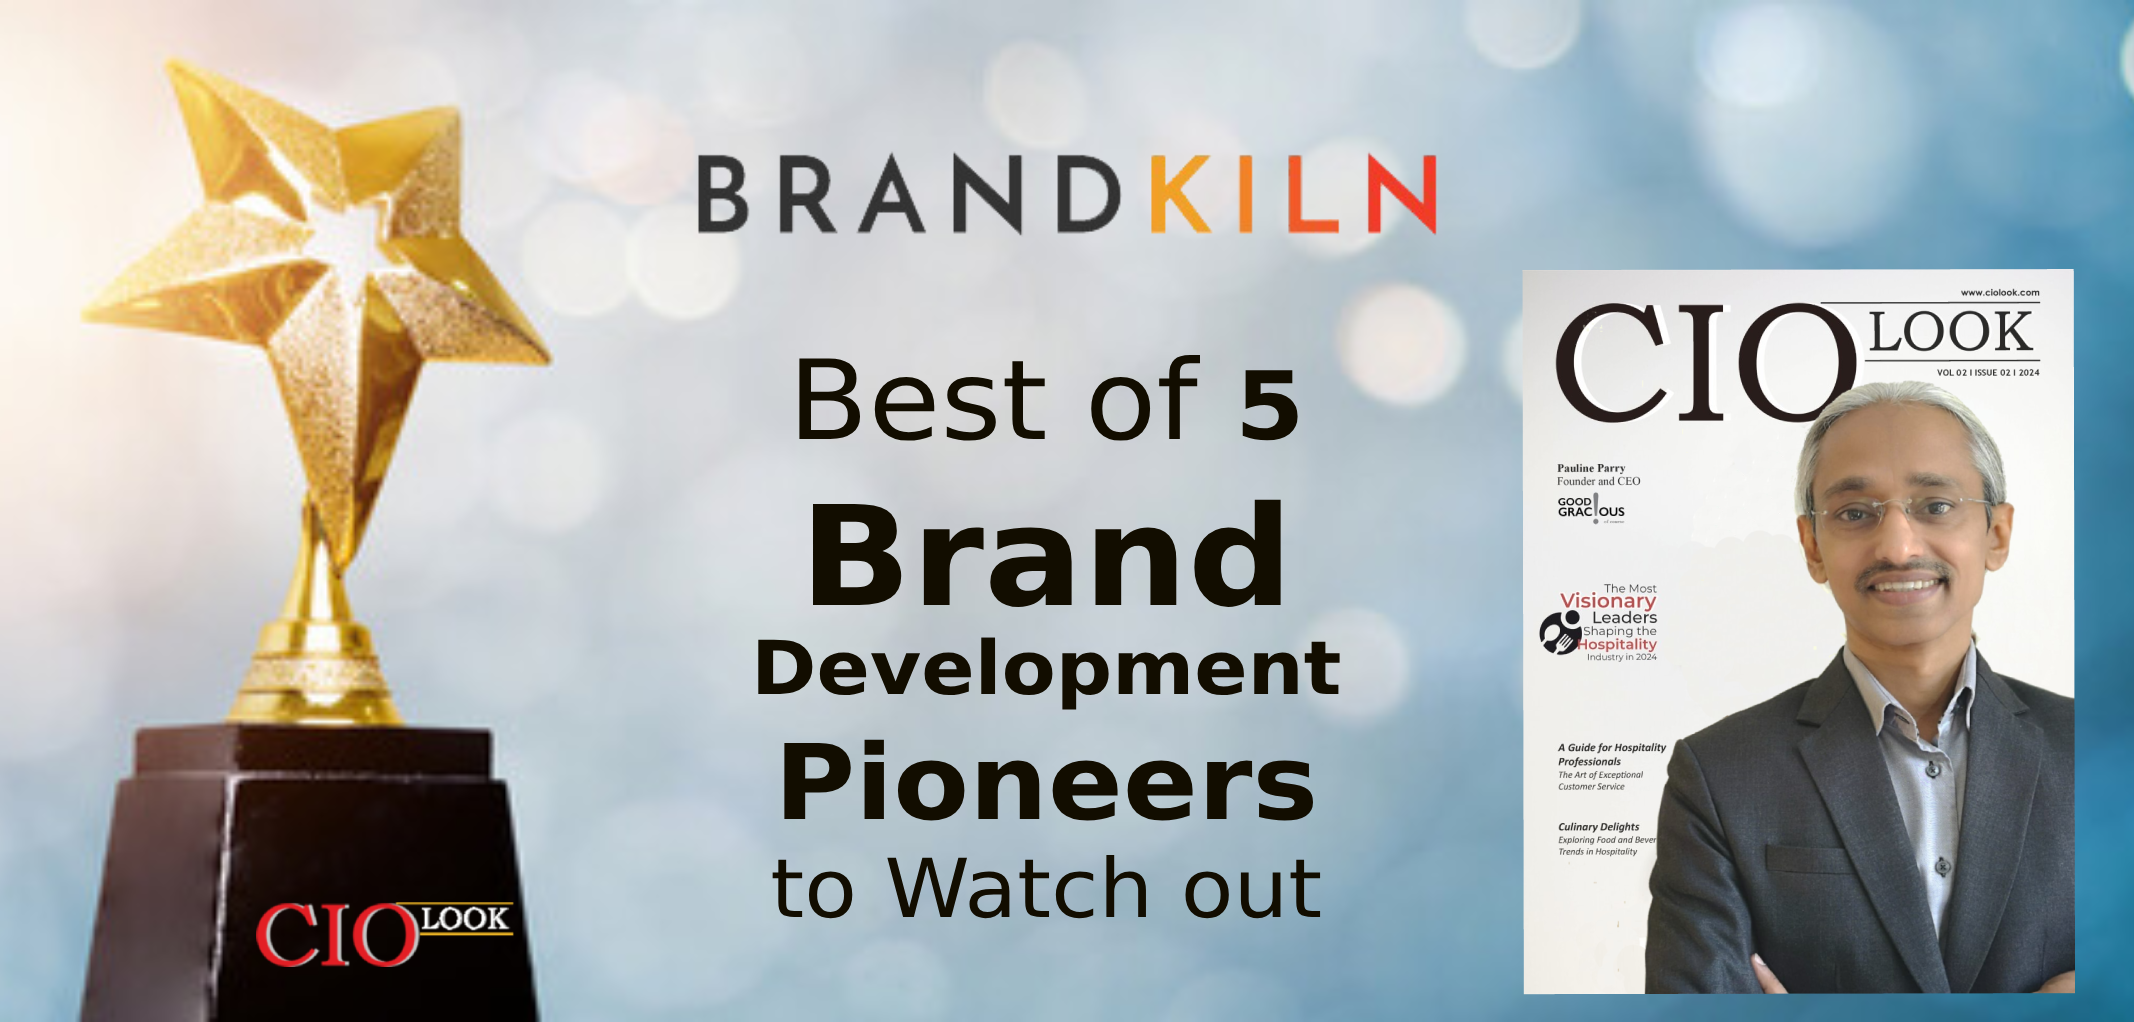 BRANDKILN
Best of 5
Brand
Development
Pioneers
to Watch out
CIO LOOK
www.ciolook.com
CIO LOOK
VOL 02 I ISSUE 02 I 2024
Pauline Parry
Founder and CEO
GOOD
GRAC!OUS
The Most
Visionary
Leaders
Shaping the
Hospitality
Industry in 2024
A Guide for Hospitality
Professionals
The Art of Exceptional
Customer Service
Culinary Delights
Exploring Food and Bever
Trends in Hospitality